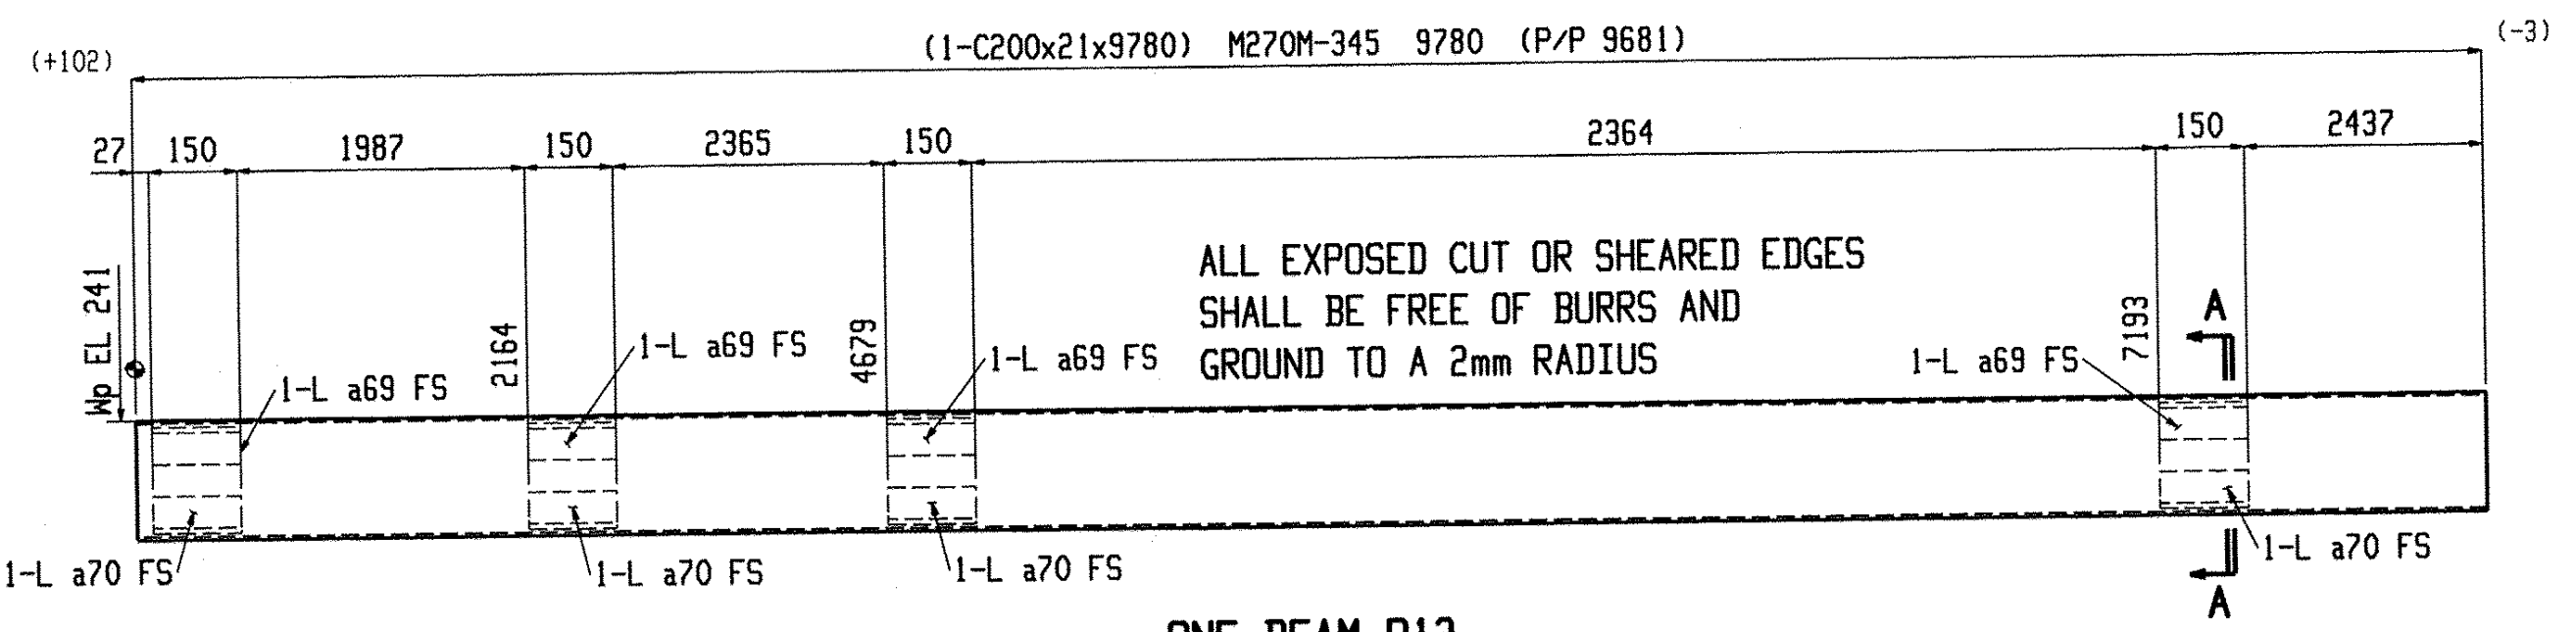 (+102) (1-C200x21x9780) M270M-345 9780 (P/P 9681) (-3)
27 150 1987 150 2365 150 2364 150 2437
ALL EXPOSED CUT OR SHEARED EDGES
SHALL BE FREE OF BURRS AND
GROUND TO A 2mm RADIUS
Wp EL 241
2164
4679
7193
A
1-L a69 FS
1-L a69 FS
1-L a69 FS
1-L a69 FS
1-L a70 FS
1-L a70 FS
1-L a70 FS
1-L a70 FS
A
ONE BEAM